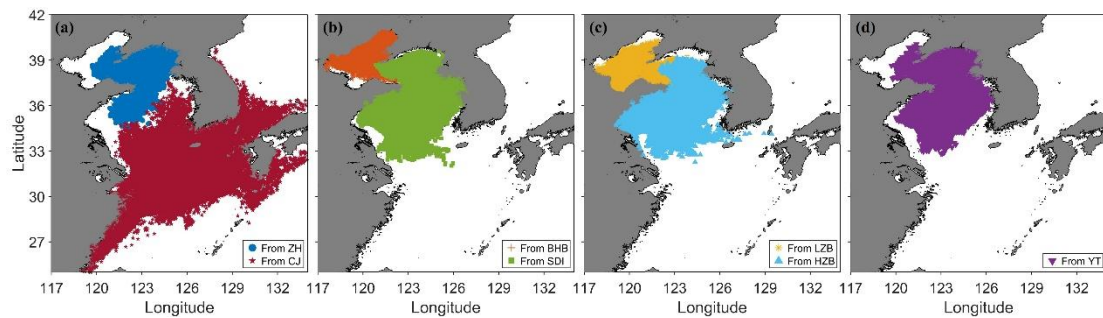 (a) (b) (c) (d)
Latitude
42
39
36
33
30
27
From ZH
From CJ
From BHB
From SDI
From LZB
From HZB
From YT
117 120 123 126 129 132 117 120 123 126 129 132 117 120 123 126 129 132 117 120 123 126 129 132
Longitude Longitude Longitude Longitude